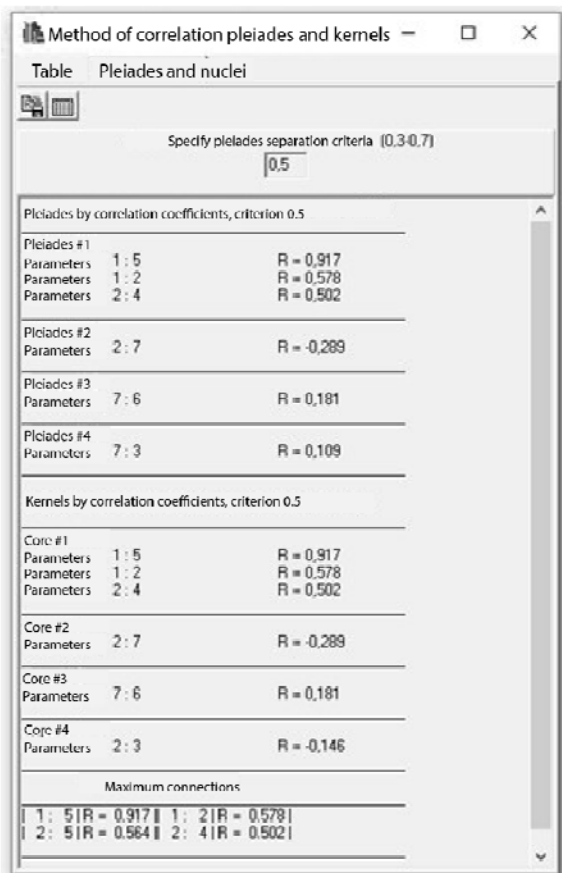 Method of correlation pleiades and kernels
Table Pleiades and nuclei
Specify pleiades separation criteria (0,3-0,7)
0,5
Pleiades by correlation coefficients, criterion 0.5
Pleiades #1
Parameters 1 : 5 R = 0,917
Parameters 1 : 2 R = 0,578
Parameters 2 : 4 R = 0,502
Pleiades #2
Parameters 2 : 7 R = -0,289
Pleiades #3
Parameters 7 : 6 R = 0,181
Pleiades #4
Parameters 7 : 3 R = 0,109
Kernels by correlation coefficients, criterion 0.5
Core #1
Parameters 1 : 5 R = 0,917
Parameters 1 : 2 R = 0,578
Parameters 2 : 4 R = 0,502
Core #2
Parameters 2 : 7 R = -0,289
Core #3
Parameters 7 : 6 R = 0,181
Core #4
Parameters 2 : 3 R = -0,146
Maximum connections
| 1 : 5 | R = 0.917 || 1 : 2 | R = 0.578 |
| 2 : 5 | R = 0.564 || 2 : 4 | R = 0.502 |